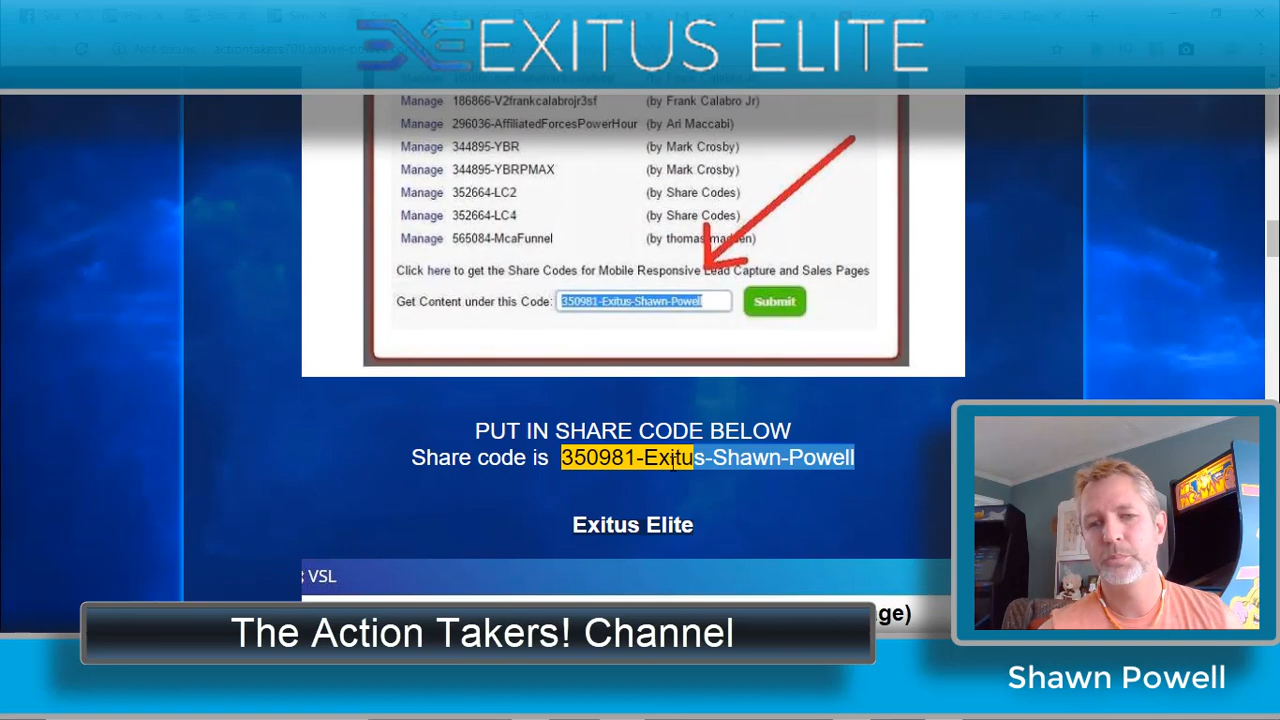 EXITUS ELITE
Manage 186866-V2frankcalabrojr3sf (by Frank Calabro Jr)
Manage 296036-AffiliatedForcesPowerHour (by Ari Maccabi)
Manage 344895-YBR (by Mark Crosby)
Manage 344895-YBRPMAX (by Mark Crosby)
Manage 352664-LC2 (by Share Codes)
Manage 352664-LC4 (by Share Codes)
Manage 565084-McaFunnel (by thomas madden)
Click here to get the Share Codes for Mobile Responsive Lead Capture and Sales Pages
Get Content under this Code: 350981-Exitus-Shawn-Powell Submit
PUT IN SHARE CODE BELOW
Share code is 350981-Exitus-Shawn-Powell
Exitus Elite
VSL
The Action Takers! Channel
Shawn Powell